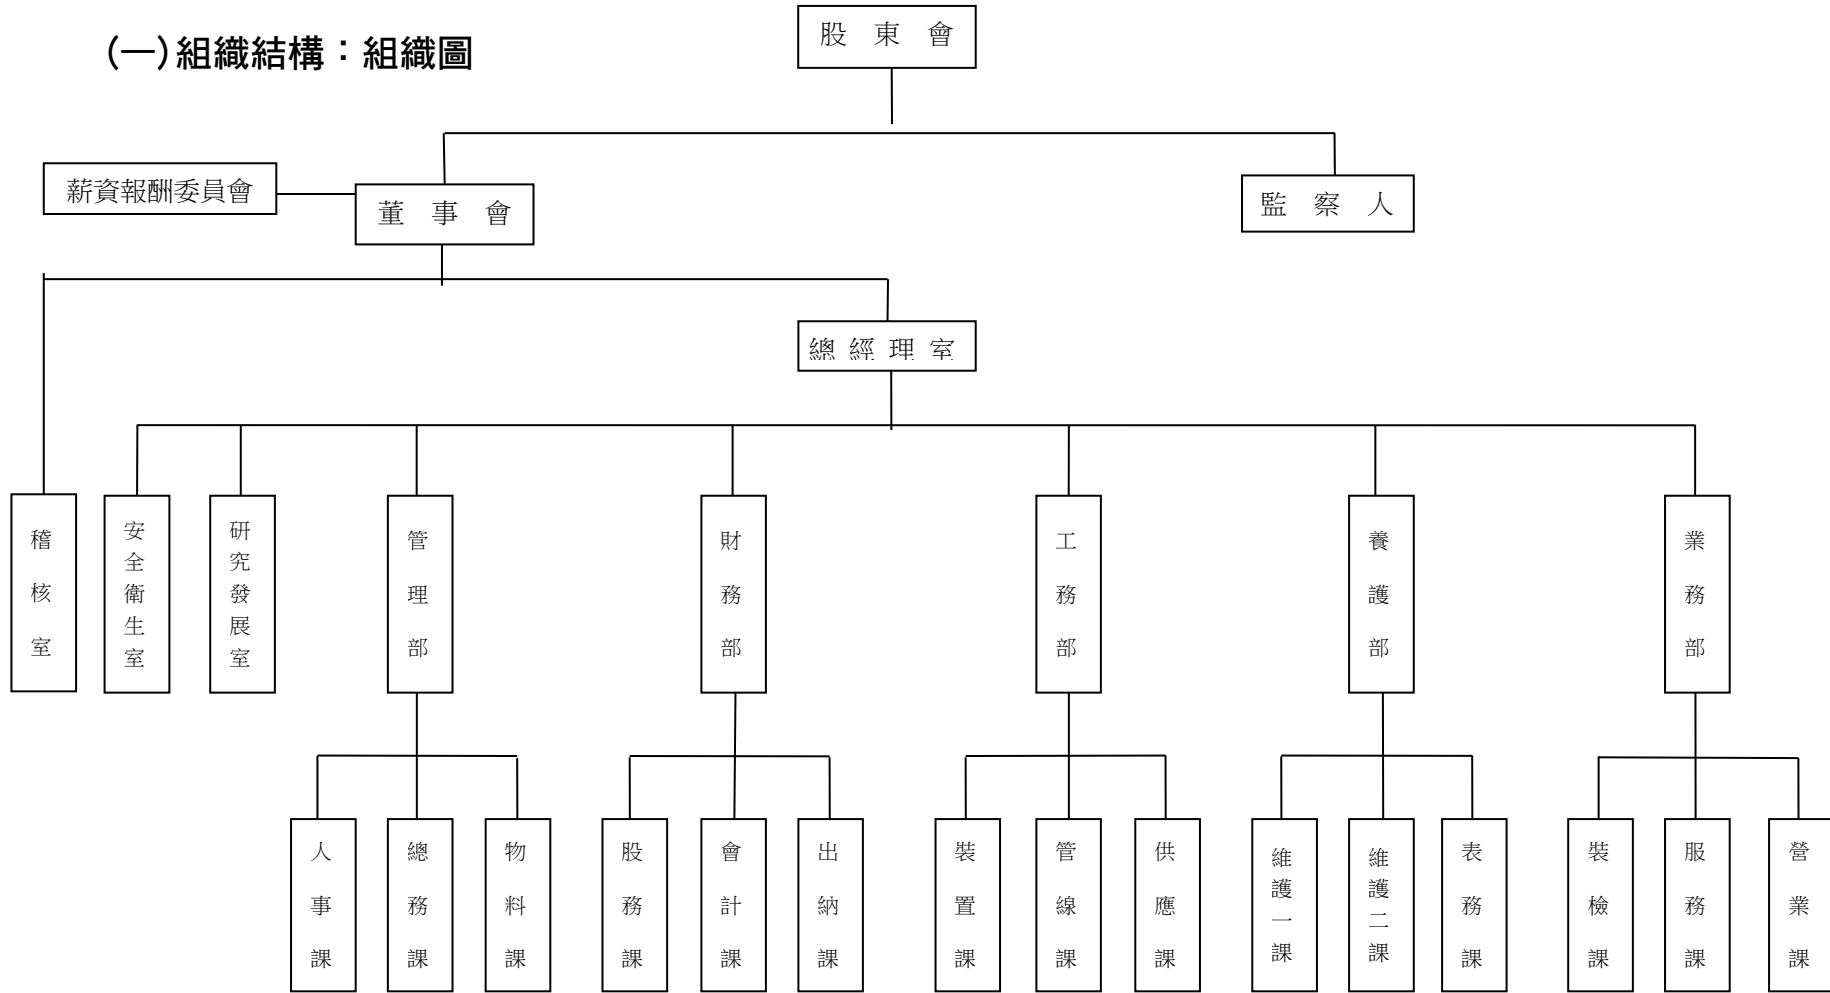 (一)組織結構：組織圖
股東會
薪資報酬委員會
董事會
監察人
總經理室
稽核室
安全衛生室
研究發展室
管理部
財務部
工務部
養護部
業務部
人事課
總務課
物料課
股務課
會計課
出納課
裝置課
管線課
供應課
維護一課
維護二課
表務課
裝檢課
服務課
營業課